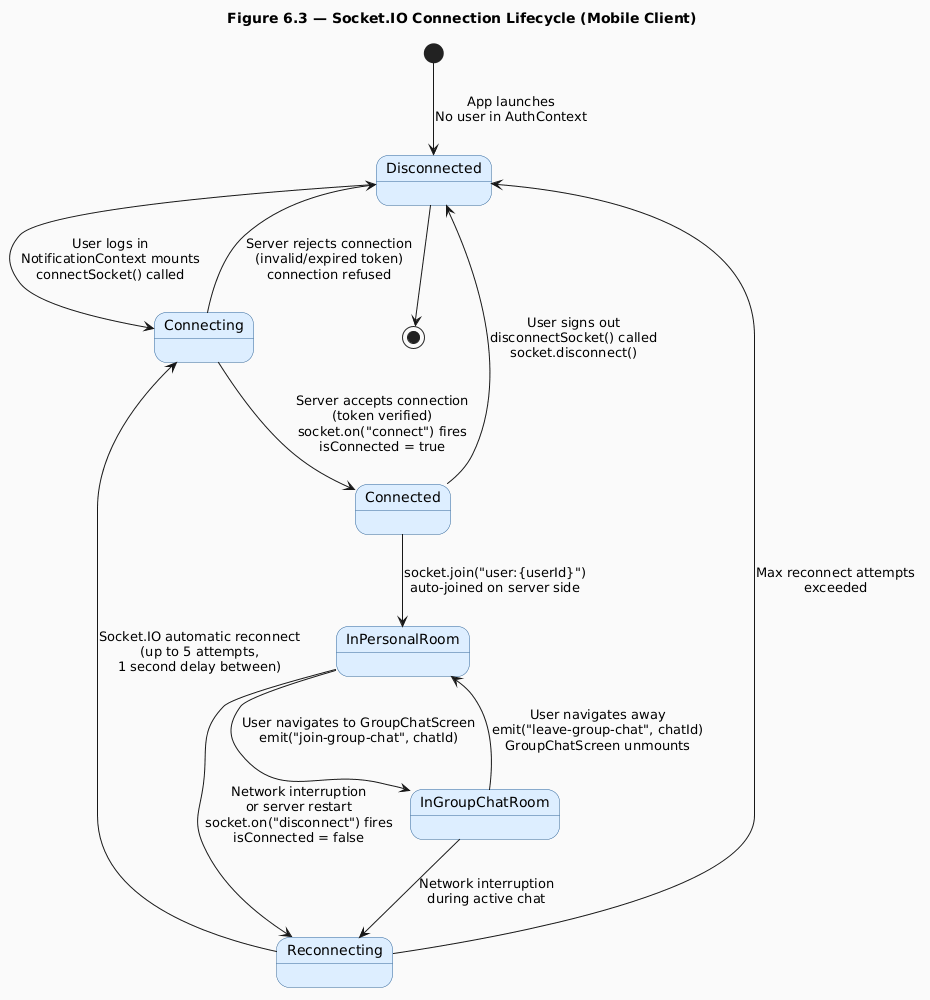 Figure 6.3 — Socket.IO Connection Lifecycle (Mobile Client)
App launches
No user in AuthContext
Disconnected
User logs in
NotificationContext mounts
connectSocket() called
Server rejects connection
(invalid/expired token)
connection refused
Connecting
User signs out
disconnectSocket() called
socket.disconnect()
Server accepts connection
(token verified)
socket.on("connect") fires
isConnected = true
Connected
socket.join("user:{userId}")
auto-joined on server side
Max reconnect attempts
exceeded
InPersonalRoom
Socket.IO automatic reconnect
(up to 5 attempts,
1 second delay between)
User navigates to GroupChatScreen
emit("join-group-chat", chatId)
User navigates away
emit("leave-group-chat", chatId)
GroupChatScreen unmounts
Network interruption
or server restart
socket.on("disconnect") fires
isConnected = false
InGroupChatRoom
Network interruption
during active chat
Reconnecting